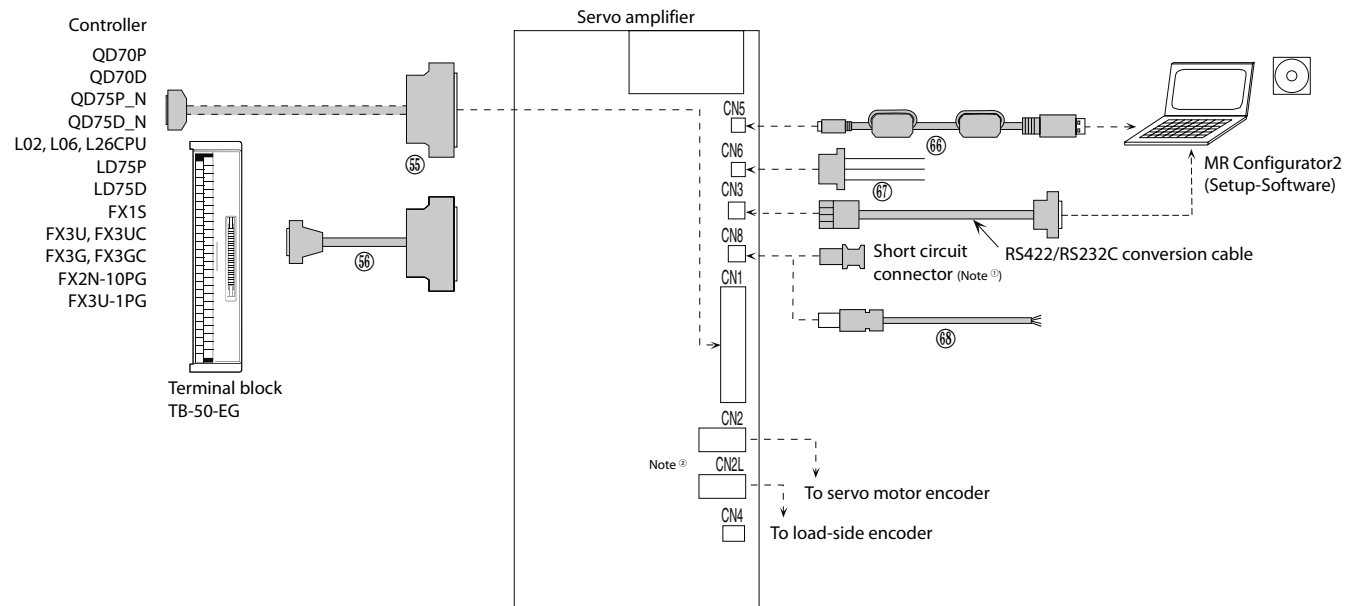 Servo amplifier
Controller
QD70P
QD70D
QD75P_N
QD75D_N
L02, L06, L26CPU
LD75P
LD75D
FX1S
FX3U, FX3UC
FX3G, FX3GC
FX2N-10PG
FX3U-1PG
55
56
Terminal block
TB-50-EG
CN5
CN6
CN3
CN8
CN1
CN2
Note ②
CN2L
CN4
66
67
MR Configurator2
(Setup-Software)
Short circuit
connector (Note ①)
RS422/RS232C conversion cable
68
To servo motor encoder
To load-side encoder